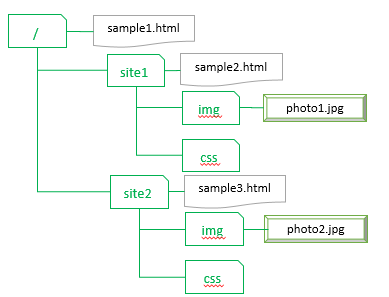 /
sample1.html
site1
sample2.html
img
photo1.jpg
css
site2
sample3.html
img
photo2.jpg
css